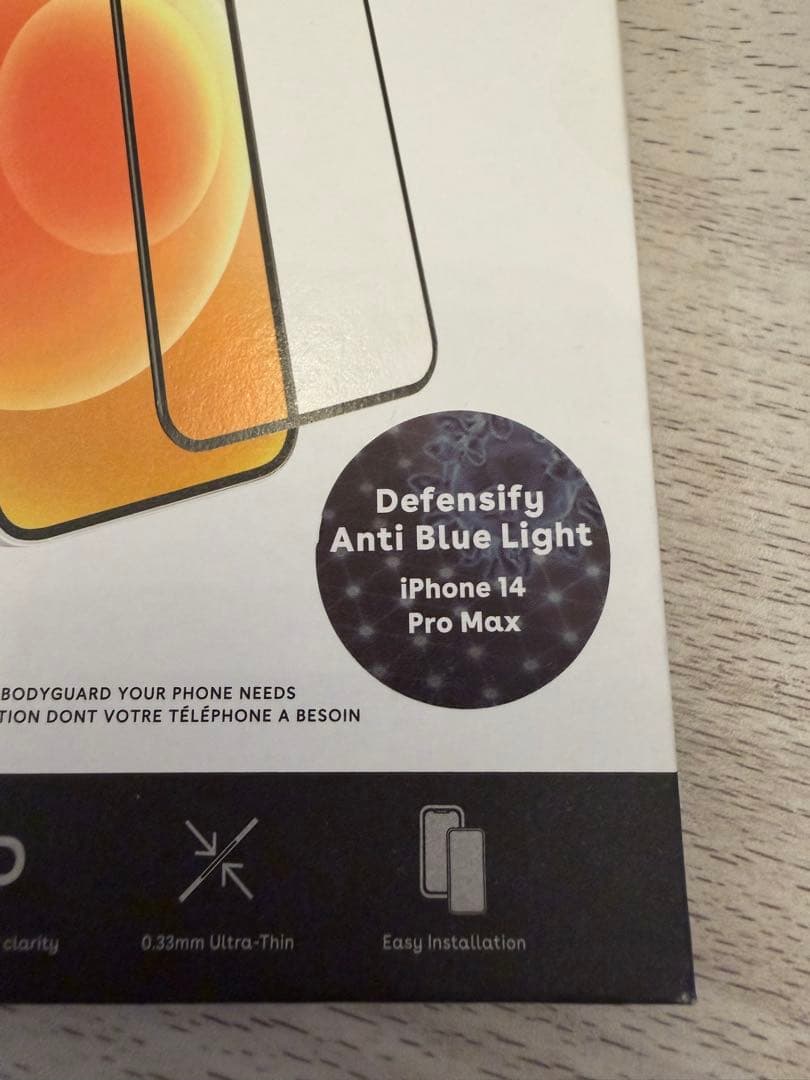 Defensify
Anti Blue Light
iPhone 14
Pro Max
BODYGUARD YOUR PHONE NEEDS
TION DONT VOTRE TÉLÉPHONE A BESOIN
clarity
0.33mm Ultra-Thin
Easy Installation